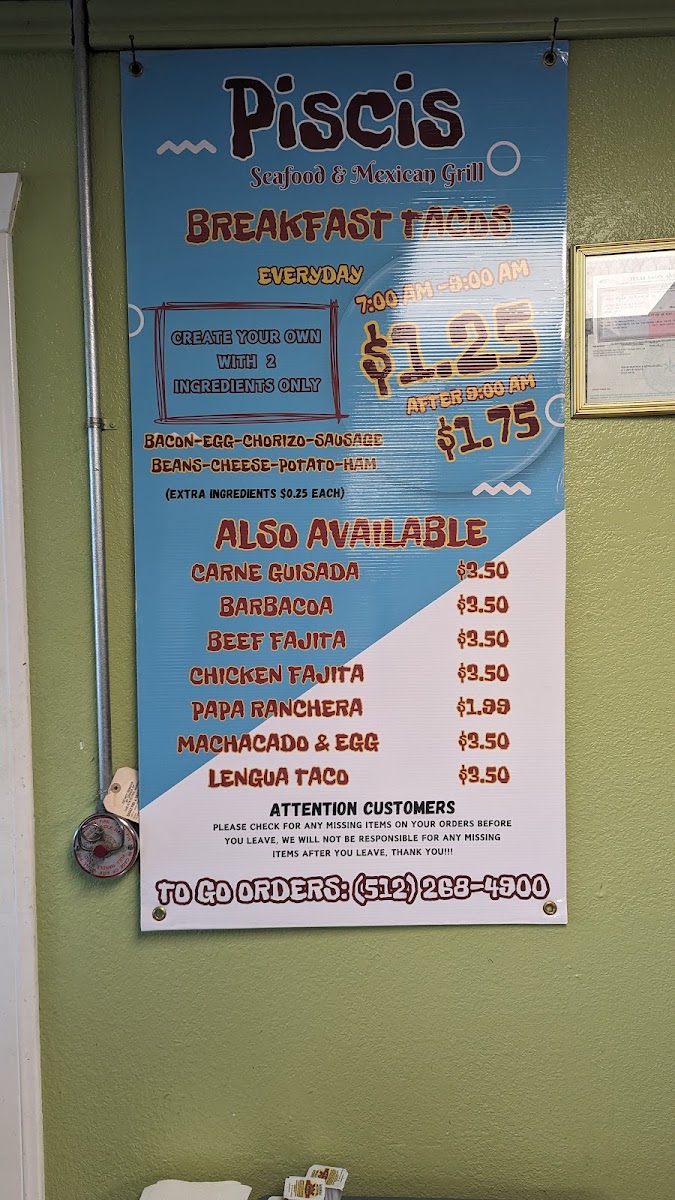 Piscis
Seafood & Mexican Grill
BREAKFAST TACOS
EVERYDAY
7:00 AM -9:00 AM
$1.25
AFTER 9:00 AM
$1.75
CREATE YOUR OWN
WITH 2
INGREDIENTS ONLY
BACON-EGG-CHORIZO-SAUSAGE
BEANS-CHEESE-POTATO-HAM
(EXTRA INGREDIENTS $0.25 EACH)
ALSO AVAILABLE
CARNE GUISADA $3.50
BARBACOA $3.50
BEEF FAJITA $3.50
CHICKEN FAJITA $3.50
PAPA RANCHERA $1.99
MACHACADO & EGG $3.50
LENGUA TACO $3.50
ATTENTION CUSTOMERS
PLEASE CHECK FOR ANY MISSING ITEMS ON YOUR ORDERS BEFORE
YOU LEAVE, WE WILL NOT BE RESPONSIBLE FOR ANY MISSING
ITEMS AFTER YOU LEAVE, THANK YOU!!!
TO GO ORDERS: (512) 268-4900